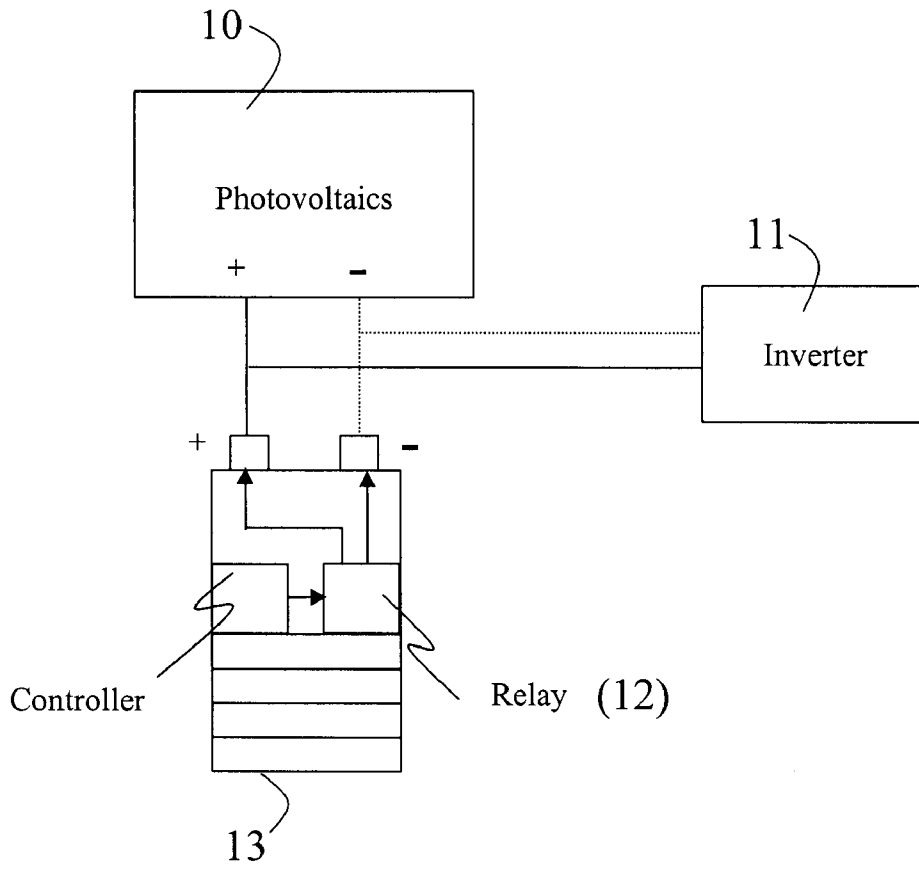 10
Photovoltaics
+ -
11
Inverter
+ -
Controller
Relay (12)
13